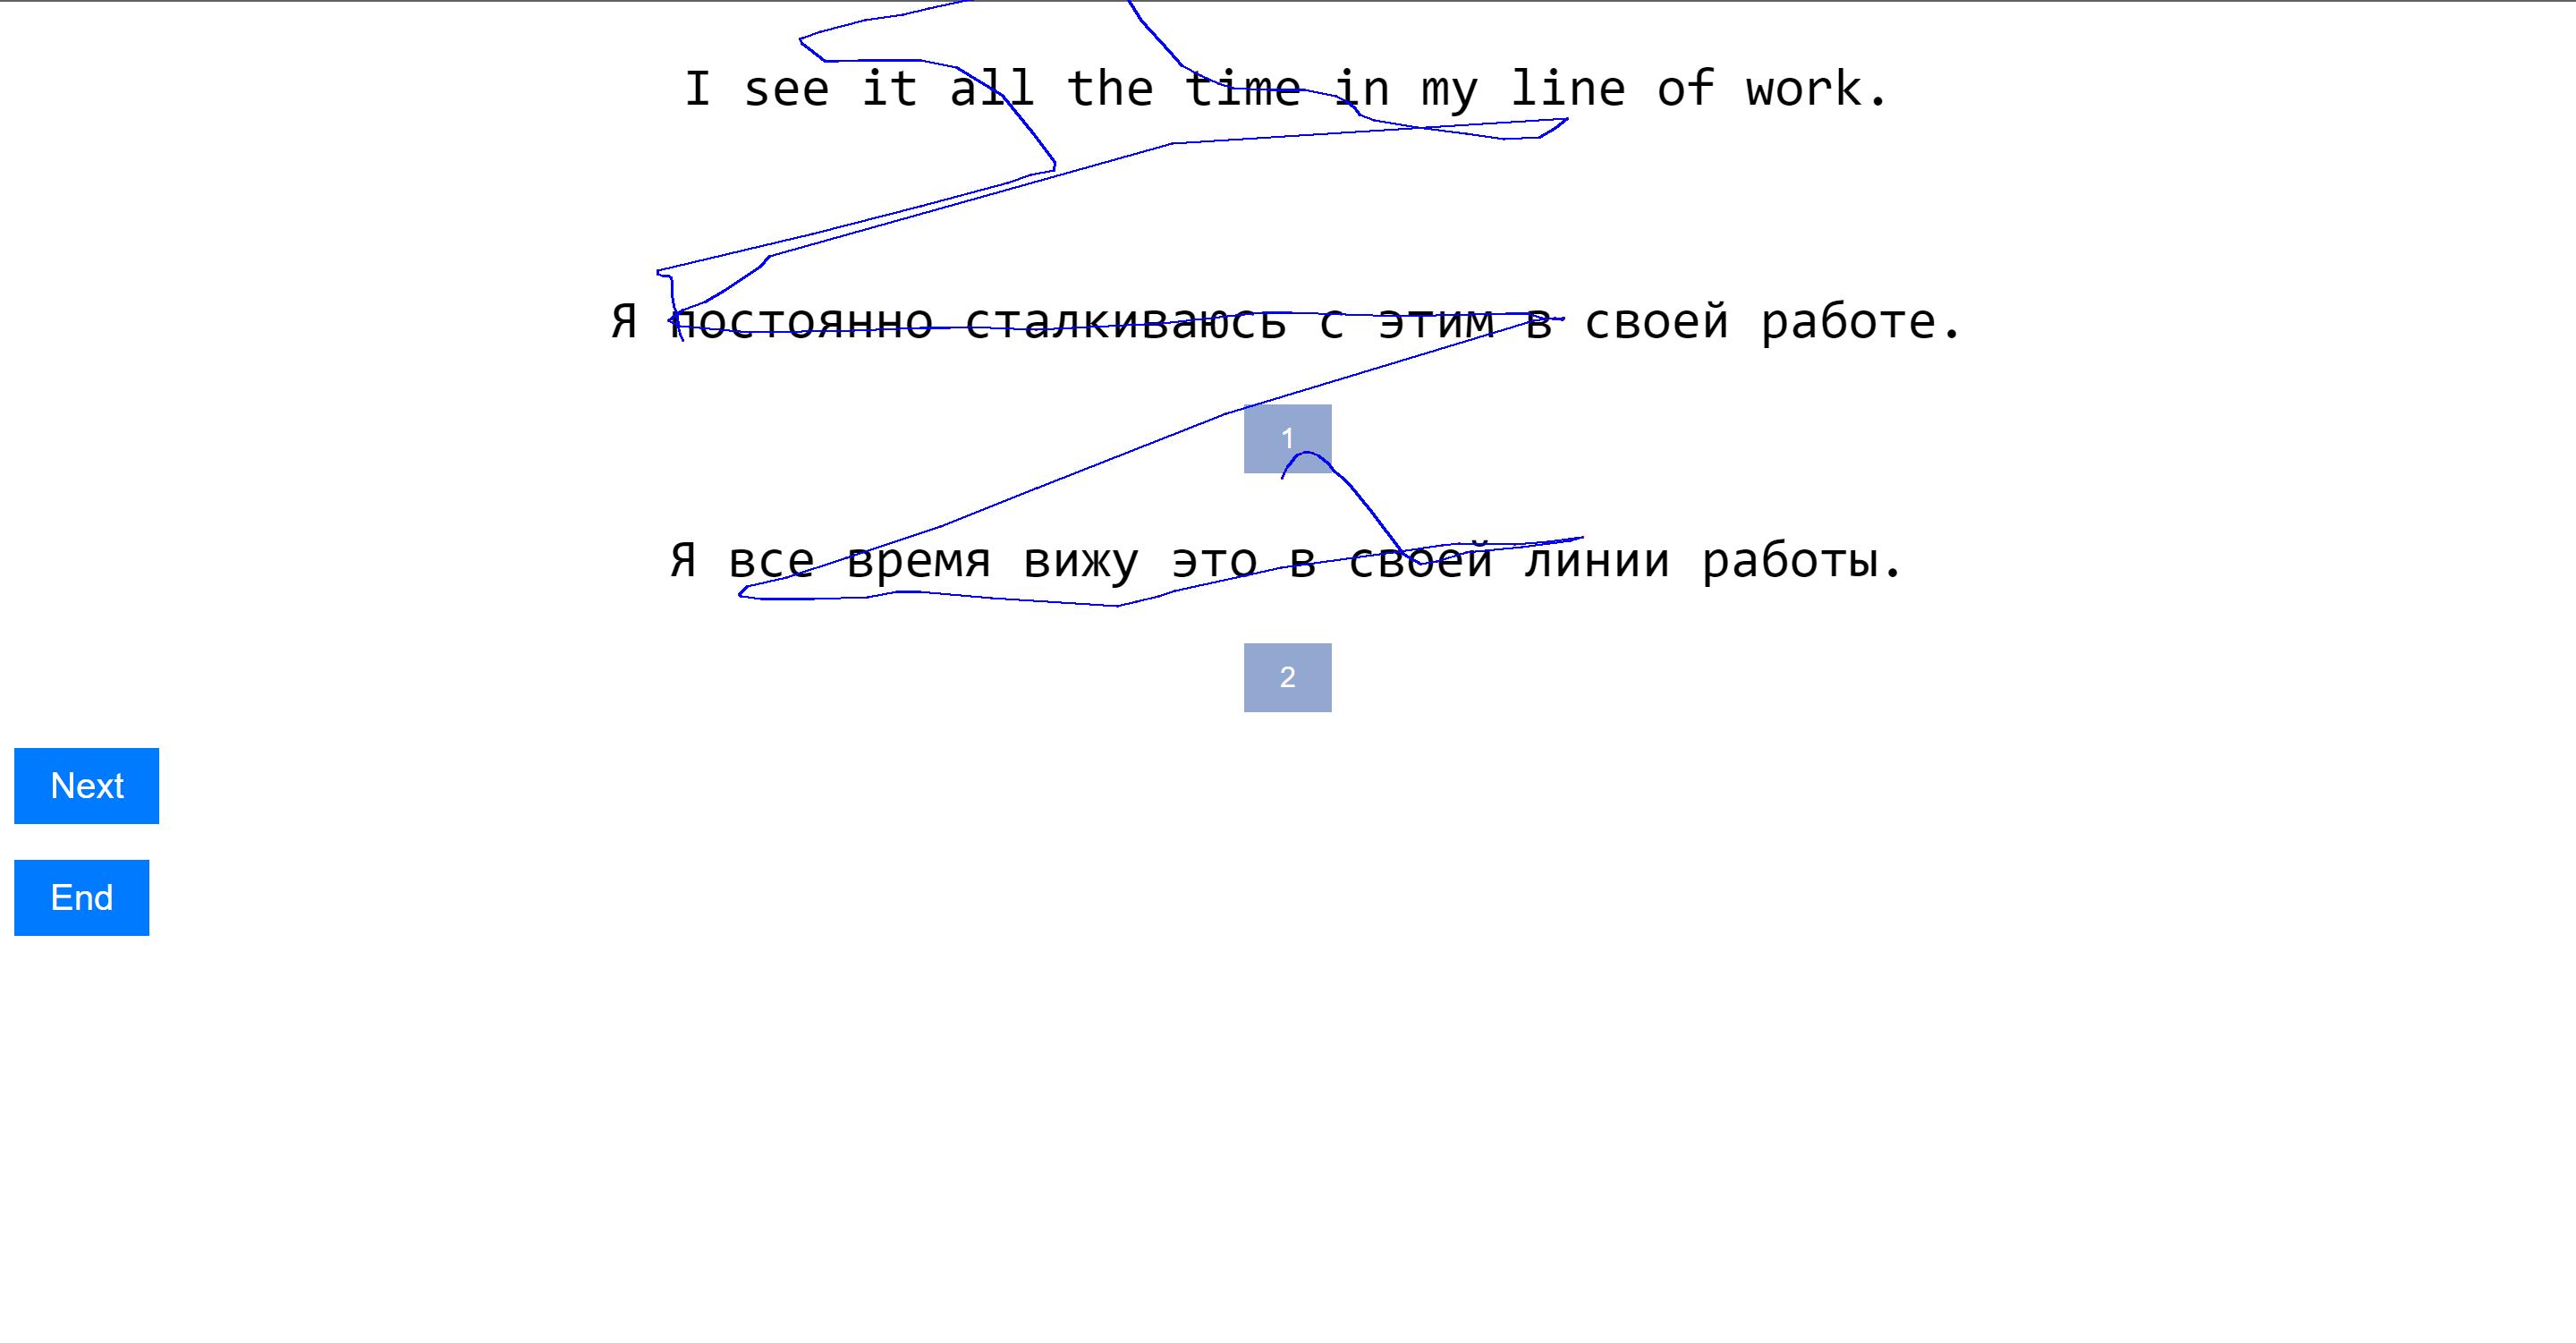 I see it all the time in my line of work.
Я постоянно сталкиваюсь с этим в своей работе.
1
Я все время вижу это в своей линии работы.
2
Next
End